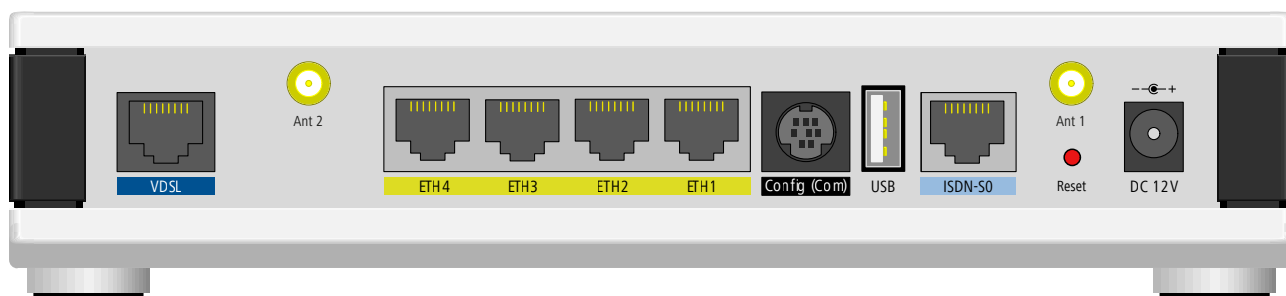 Ant 2
Ant 1
VDSL
ETH4
ETH3
ETH2
ETH1
Config (Com)
USB
ISDN-S0
Reset
DC 12V